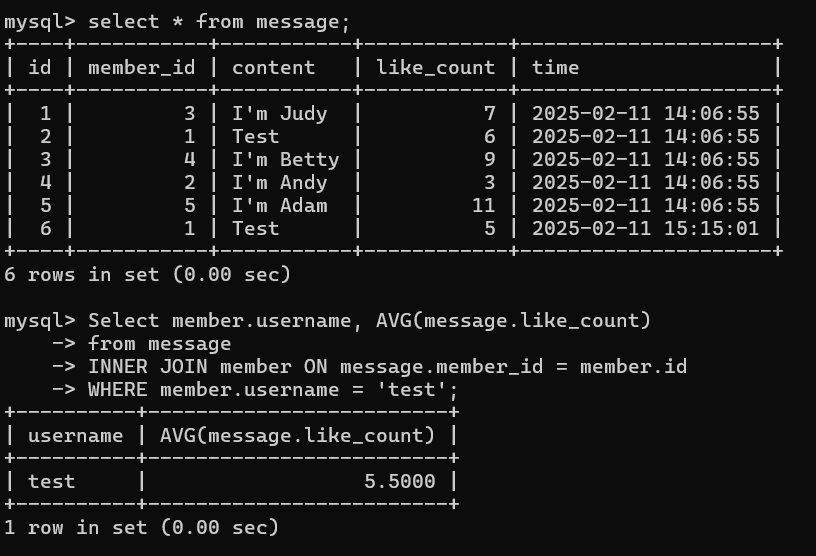 mysql> select * from message;
+----+-----------+-----------+------------+---------------------+
| id | member_id | content   | like_count | time                |
+----+-----------+-----------+------------+---------------------+
|  1 |         3 | I'm Judy  |          7 | 2025-02-11 14:06:55 |
|  2 |         1 | Test      |          6 | 2025-02-11 14:06:55 |
|  3 |         4 | I'm Betty |          9 | 2025-02-11 14:06:55 |
|  4 |         2 | I'm Andy  |          3 | 2025-02-11 14:06:55 |
|  5 |         5 | I'm Adam  |         11 | 2025-02-11 14:06:55 |
|  6 |         1 | Test      |          5 | 2025-02-11 15:15:01 |
+----+-----------+-----------+------------+---------------------+
6 rows in set (0.00 sec)

mysql> Select member.username, AVG(message.like_count)
    -> from message
    -> INNER JOIN member ON message.member_id = member.id
    -> WHERE member.username = 'test';
+----------+-------------------------+
| username | AVG(message.like_count) |
+----------+-------------------------+
| test     |                  5.5000 |
+----------+-------------------------+
1 row in set (0.00 sec)